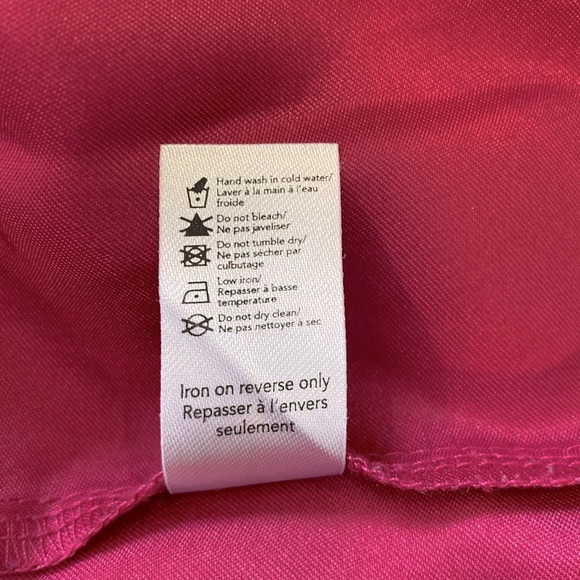 Hand wash in cold water/
Laver à la main à l'eau
froide
Do not bleach/
Ne pas javeliser
Do not tumble dry/
Ne pas sécher par
culbutage
Low iron/
Repasser à basse
temperature
Do not dry clean/
Ne pas nettoyer à sec
Iron on reverse only
Repasser à l'envers
seulement